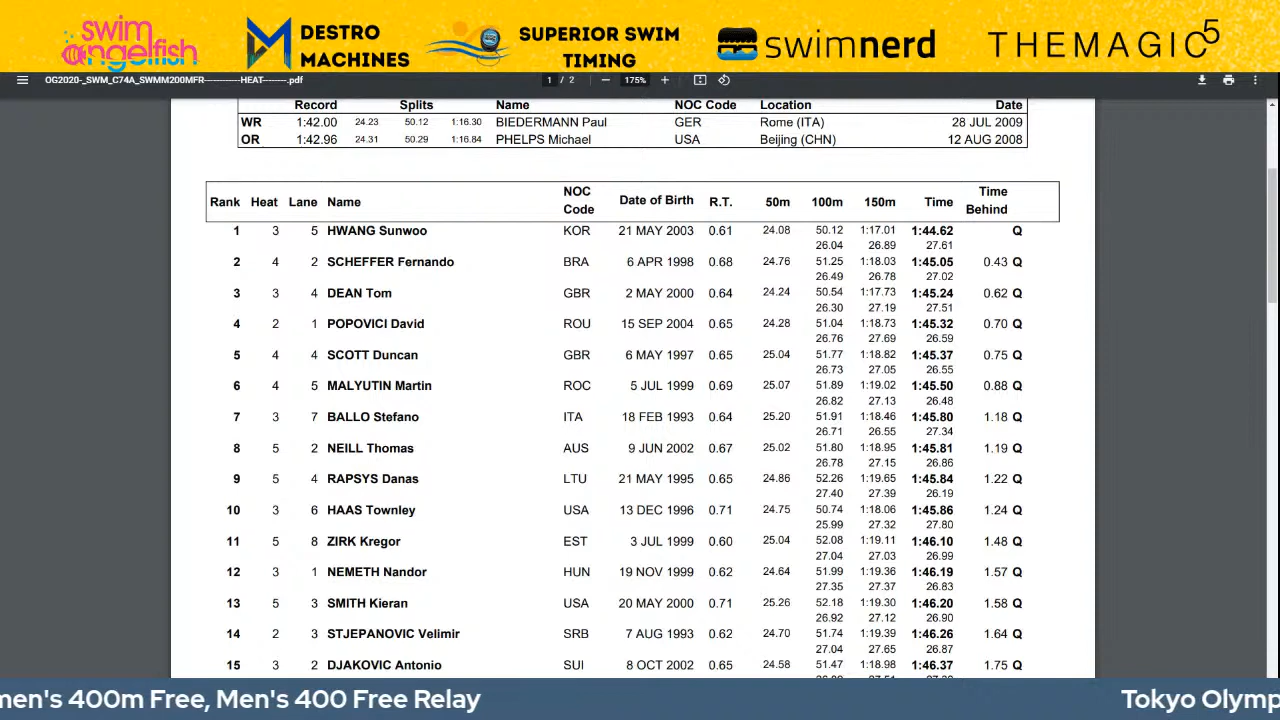 swim angelfish
DESTRO MACHINES
SUPERIOR SWIM TIMING
swimnerd
THEMAGIC5
OG2020-_SWM_C74A_SWMM200MFR-----------HEAT--------.pdf 1 / 2 175%
Record Splits Name NOC Code Location Date
WR 1:42.00 24.23 50.12 1:16.30 BIEDERMANN Paul GER Rome (ITA) 28 JUL 2009
OR 1:42.96 24.31 50.29 1:16.84 PHELPS Michael USA Beijing (CHN) 12 AUG 2008
Rank Heat Lane Name NOC Code Date of Birth R.T. 50m 100m 150m Time Time Behind
1 3 5 HWANG Sunwoo KOR 21 MAY 2003 0.61 24.08 50.12 1:17.01 1:44.62 Q
26.04 26.89 27.61
2 4 2 SCHEFFER Fernando BRA 6 APR 1998 0.68 24.76 51.25 1:18.03 1:45.05 0.43 Q
26.49 26.78 27.02
3 3 4 DEAN Tom GBR 2 MAY 2000 0.64 24.24 50.54 1:17.73 1:45.24 0.62 Q
26.30 27.19 27.51
4 2 1 POPOVICI David ROU 15 SEP 2004 0.65 24.28 51.04 1:18.73 1:45.32 0.70 Q
26.76 27.69 26.59
5 4 4 SCOTT Duncan GBR 6 MAY 1997 0.65 25.04 51.77 1:18.82 1:45.37 0.75 Q
26.73 27.05 26.55
6 4 5 MALYUTIN Martin ROC 5 JUL 1999 0.69 25.07 51.89 1:19.02 1:45.50 0.88 Q
26.82 27.13 26.48
7 3 7 BALLO Stefano ITA 18 FEB 1993 0.64 25.20 51.91 1:18.46 1:45.80 1.18 Q
26.71 26.55 27.34
8 5 2 NEILL Thomas AUS 9 JUN 2002 0.67 25.02 51.80 1:18.95 1:45.81 1.19 Q
26.78 27.15 26.86
9 5 4 RAPSYS Danas LTU 21 MAY 1995 0.65 24.86 52.26 1:19.65 1:45.84 1.22 Q
27.40 27.39 26.19
10 3 6 HAAS Townley USA 13 DEC 1996 0.71 24.75 50.74 1:18.06 1:45.86 1.24 Q
25.99 27.32 27.80
11 5 8 ZIRK Kregor EST 3 JUL 1999 0.60 25.04 52.08 1:19.11 1:46.10 1.48 Q
27.04 27.03 26.99
12 3 1 NEMETH Nandor HUN 19 NOV 1999 0.62 24.64 51.99 1:19.36 1:46.19 1.57 Q
27.35 27.37 26.83
13 5 3 SMITH Kieran USA 20 MAY 2000 0.71 25.26 52.18 1:19.30 1:46.20 1.58 Q
26.92 27.12 26.90
14 2 3 STJEPANOVIC Velimir SRB 7 AUG 1993 0.62 24.70 51.74 1:19.39 1:46.26 1.64 Q
27.04 27.65 26.87
15 3 2 DJAKOVIC Antonio SUI 8 OCT 2002 0.65 24.58 51.47 1:18.98 1:46.37 1.75 Q
men's 400m Free, Men's 400 Free Relay Tokyo Olymp